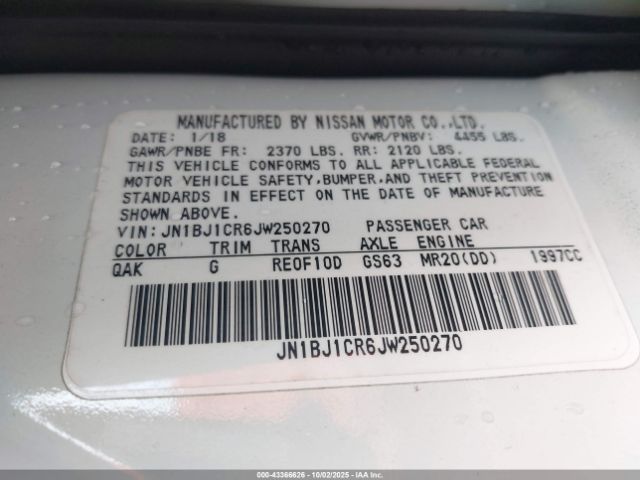 MANUFACTURED BY NISSAN MOTOR CO.,LTD.
DATE: 1/18 GVWR/PNBV: 4455 LBS.
GAWR/PNBE FR: 2370 LBS. RR: 2120 LBS.
THIS VEHICLE CONFORMS TO ALL APPLICABLE FEDERAL
MOTOR VEHICLE SAFETY,BUMPER,AND THEFT PREVENTION
STANDARDS IN EFFECT ON THE DATE OF MANUFACTURE
SHOWN ABOVE.
VIN: JN1BJ1CR6JW250270 PASSENGER CAR
COLOR TRIM TRANS AXLE ENGINE
QAK G RE0F10D GS63 MR20(DD) 1997CC
JN1BJ1CR6JW250270
000-43366626 | 10/02/2025 | IAA Inc.